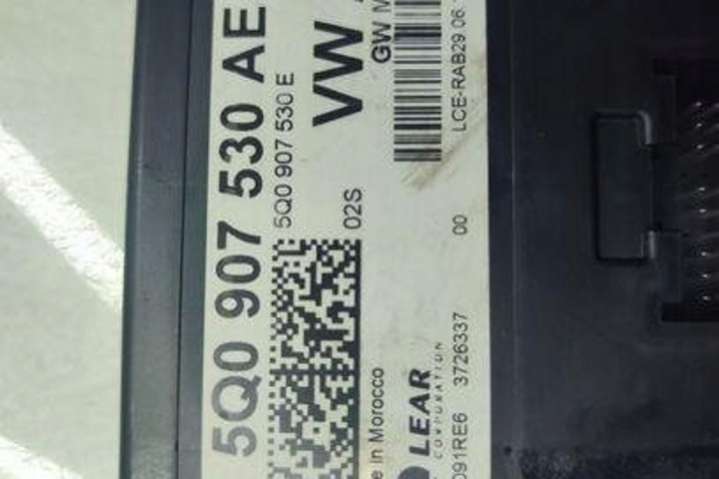 5Q0 907 530 AE
5Q0 907 530 E
VW
02S
GW
LCE-RAB29 06
00
in Morocco
LEAR
CORPORATION
091RE6 3726337